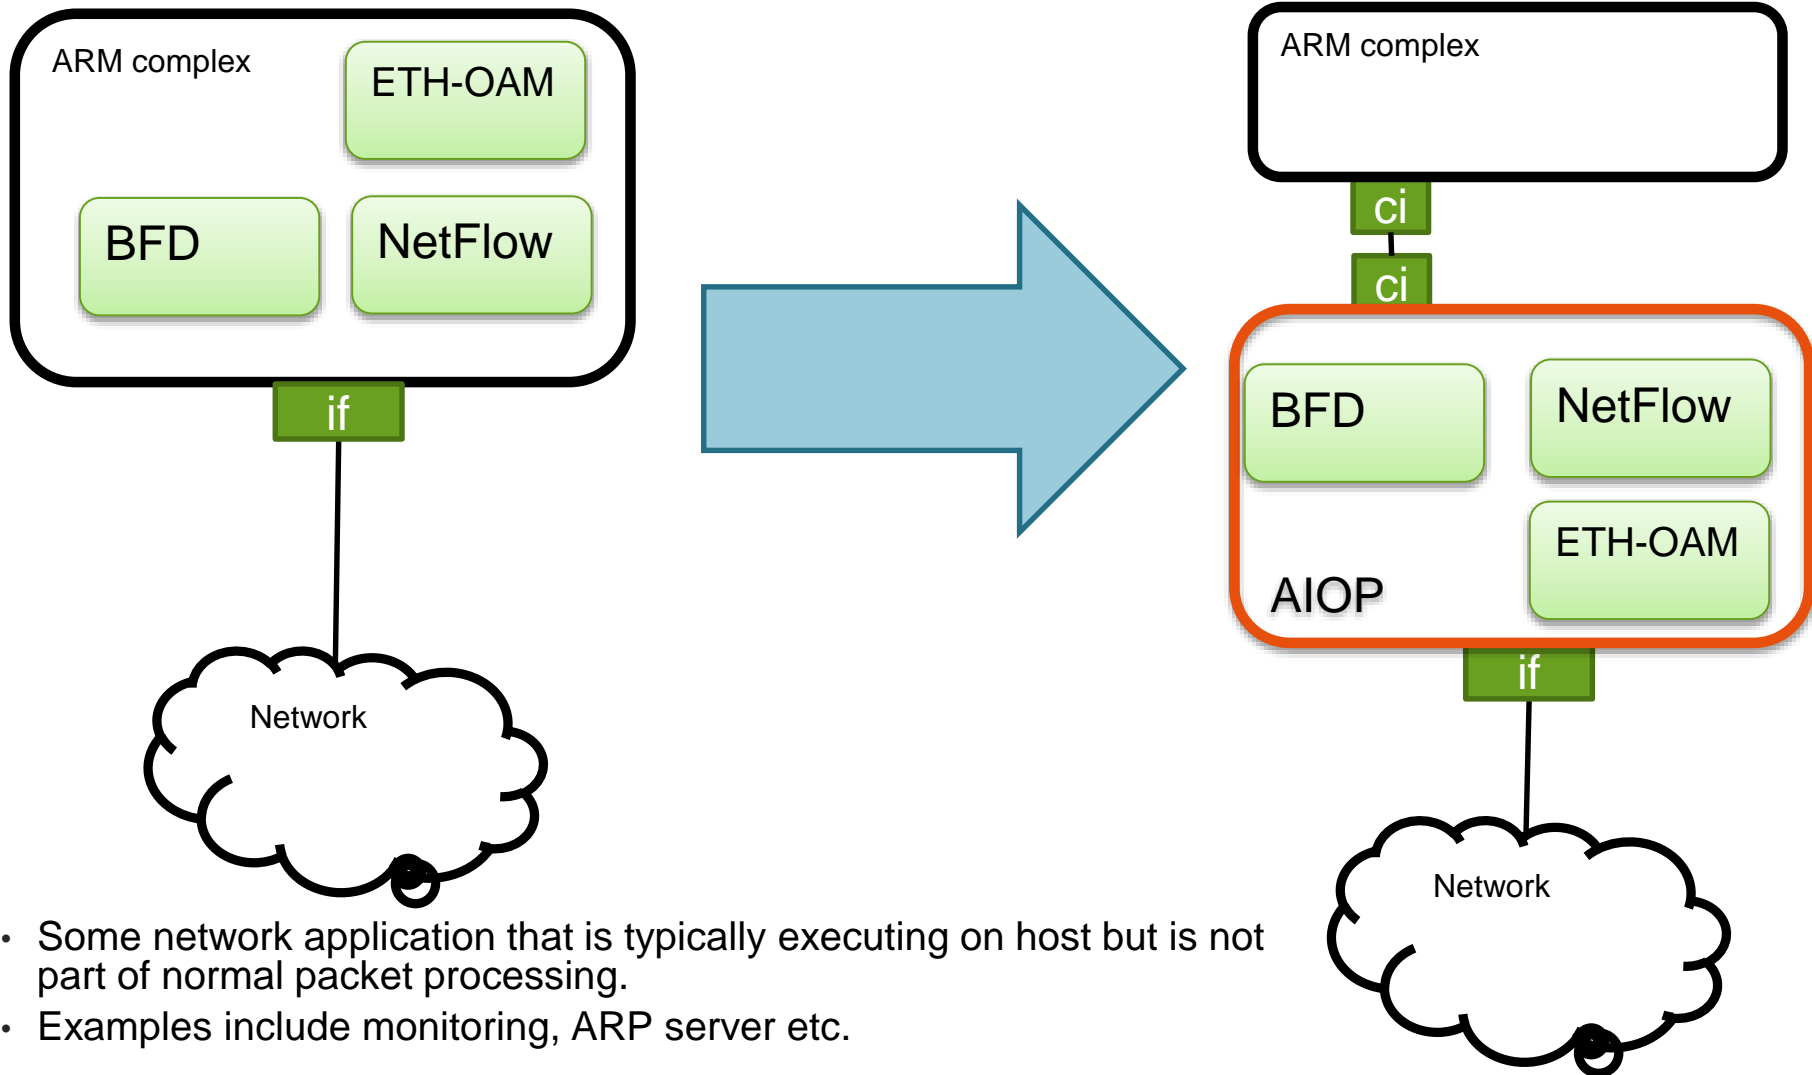 ARM complex
ETH-OAM
BFD
NetFlow
if
Network
ARM complex
ci
ci
BFD
NetFlow
ETH-OAM
AIOP
if
Network
• Some network application that is typically executing on host but is not
part of normal packet processing.
• Examples include monitoring, ARP server etc.